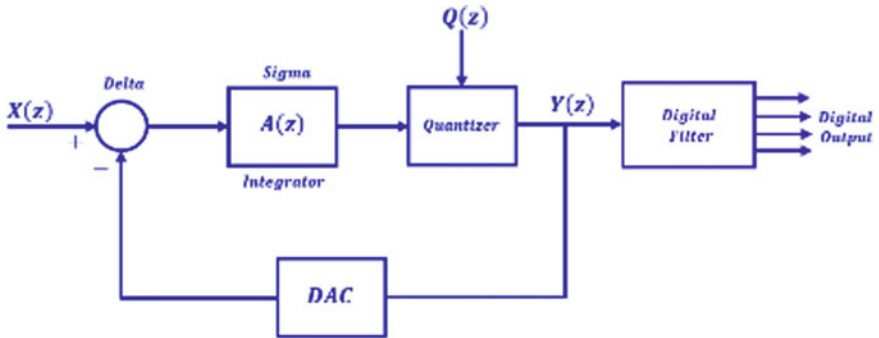 Q(z)
Sigma
Delta
X(z)
+
−
A(z)
Integrator
Quantizer
Y(z)
Digital
Filter
Digital
Output
DAC